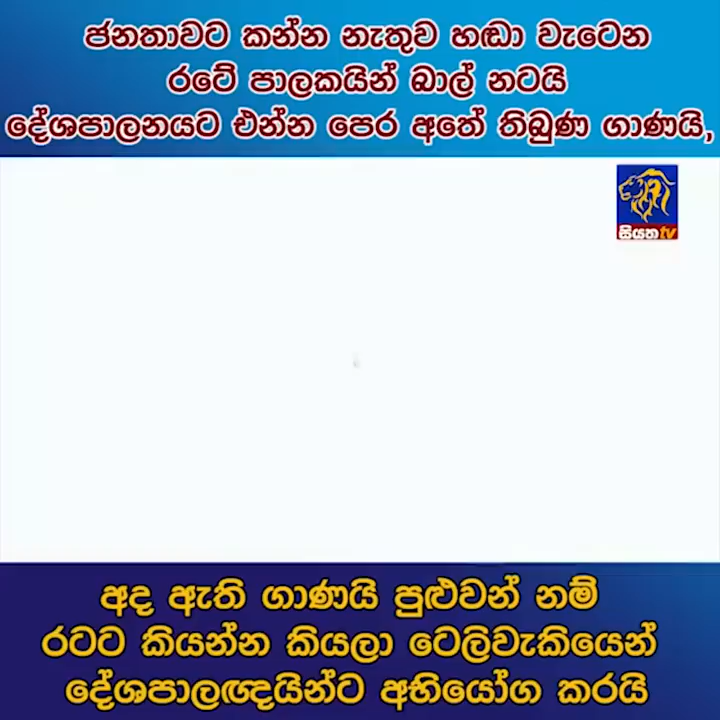 ජනතාවට කන්න නැතුව හඬා වැටෙන
රටේ පාලකයින් බාල් නටයි
දේශපාලනයට එන්න පෙර අතේ තිබුණ ගාණයි,
සියත tv
අද ඇති ගාණයි පුළුවන් නම්
රටට කියන්න කියලා ටෙලිවැකියෙන්
දේශපාලඥයින්ට අභියෝග කරයි